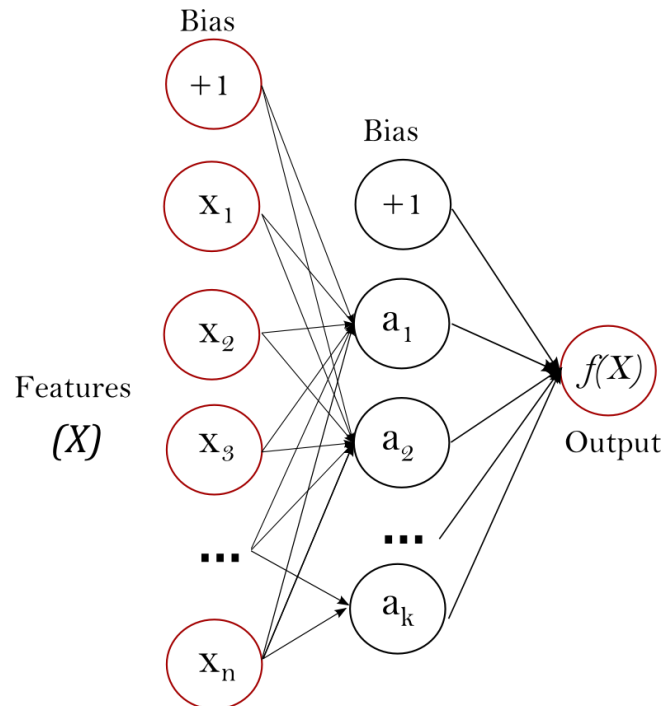 Bias
+1
x₁
x₂
x₃
...
xₙ
Features
(X)
Bias
+1
a₁
a₂
...
aₖ
f(X)
Output